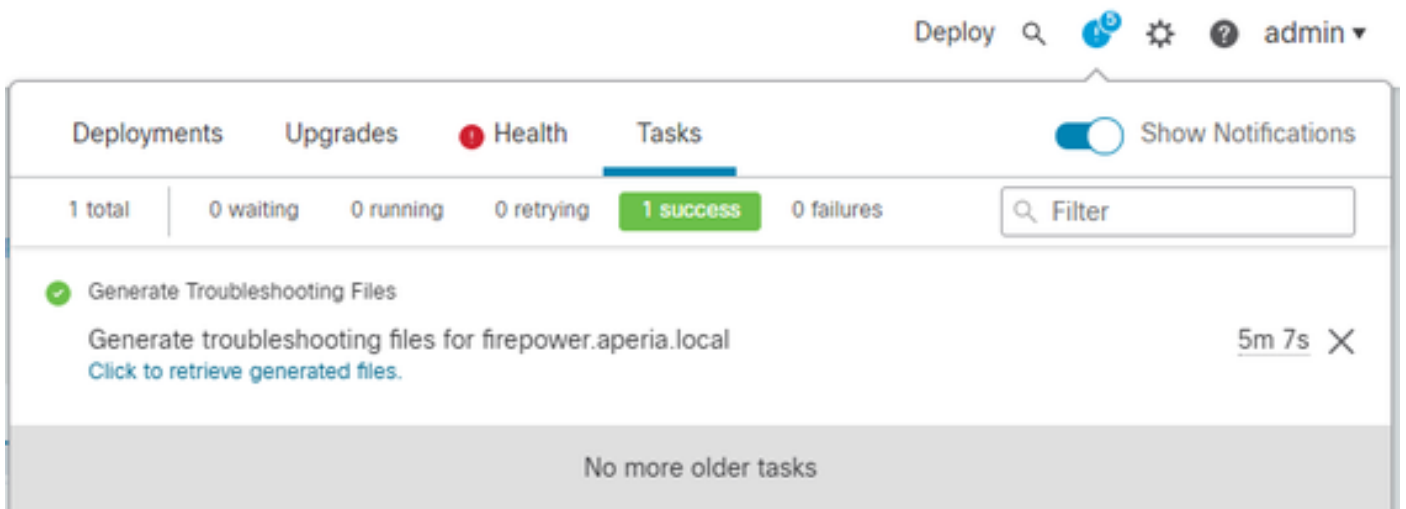 Deploy admin
5
Deployments Upgrades Health Tasks Show Notifications
1 total 0 waiting 0 running 0 retrying 1 success 0 failures Filter
Generate Troubleshooting Files
Generate troubleshooting files for firepower.aperia.local 5m 7s
Click to retrieve generated files.
No more older tasks